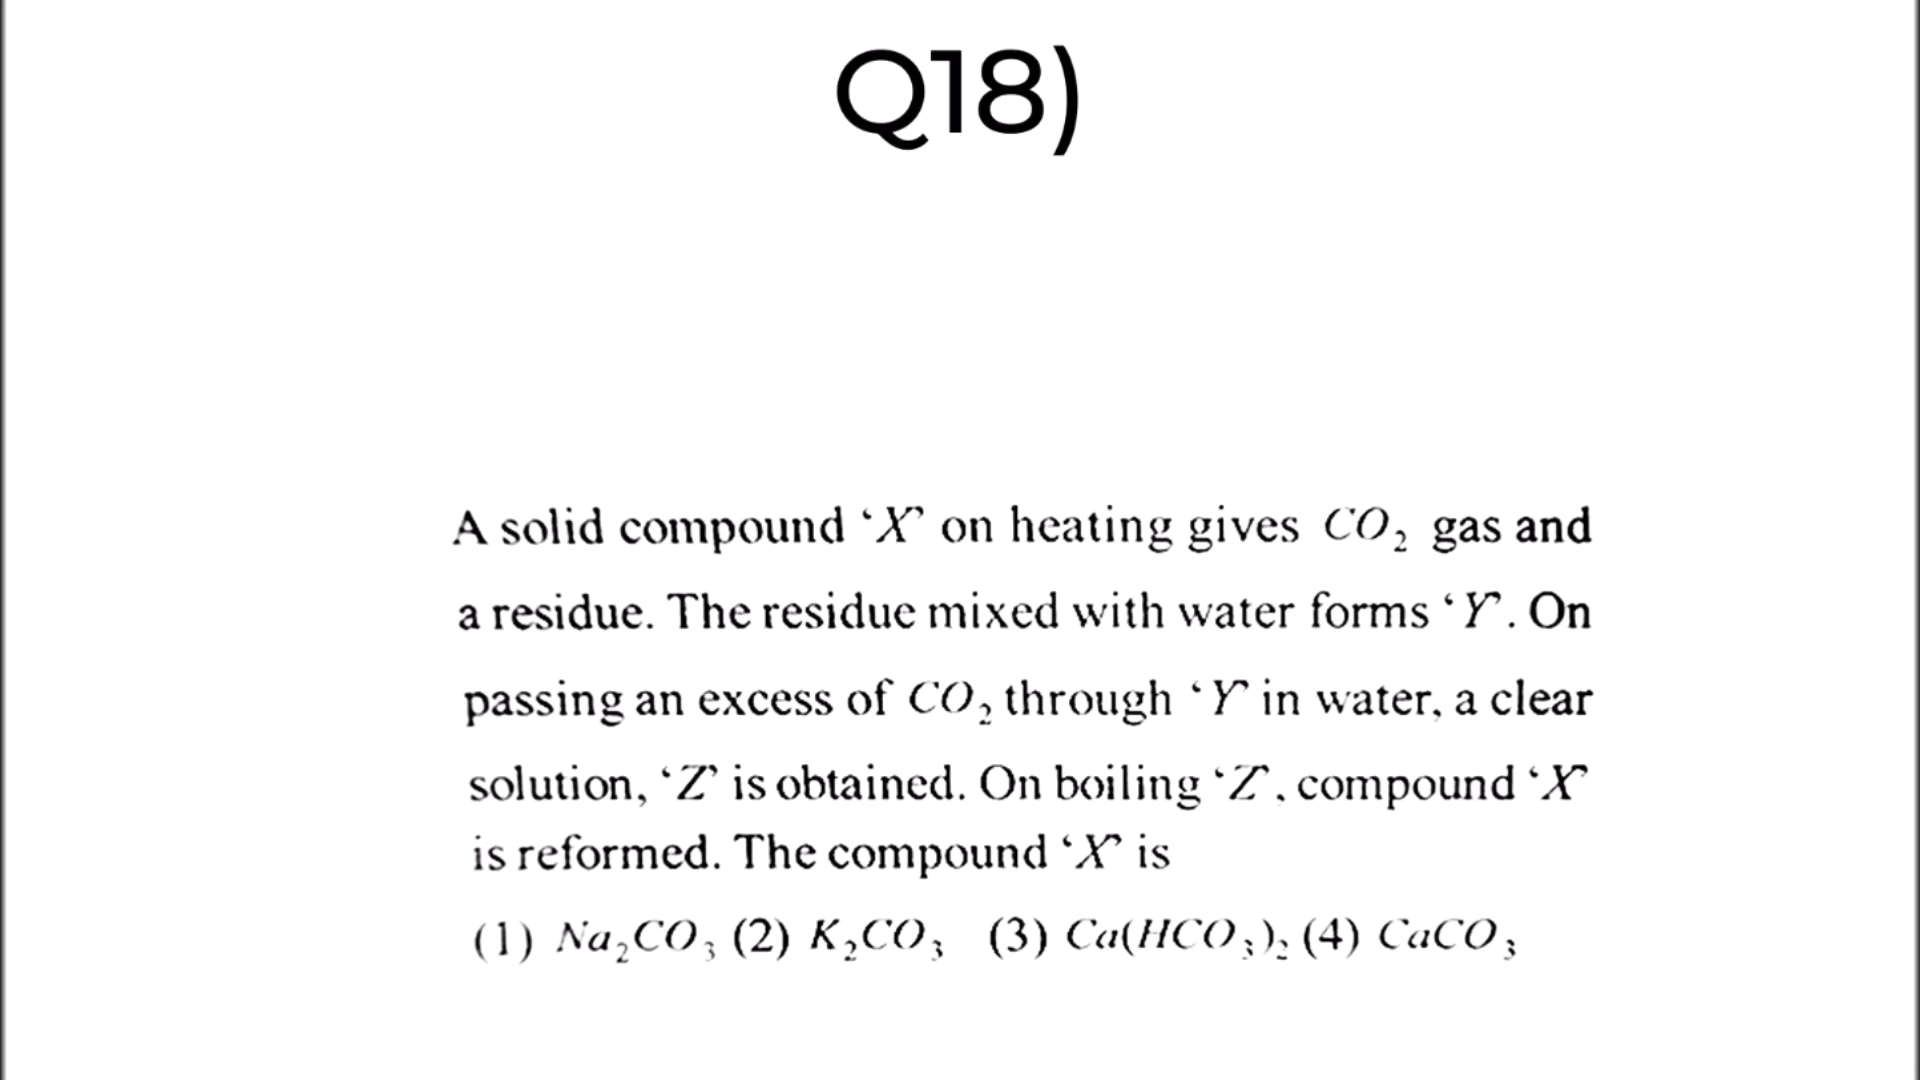 Q18)
A solid compound ‘X’ on heating gives CO₂ gas and
a residue. The residue mixed with water forms ‘Y’. On
passing an excess of CO₂ through ‘Y’ in water, a clear
solution, ‘Z’ is obtained. On boiling ‘Z’, compound ‘X’
is reformed. The compound ‘X’ is
(1) Na₂CO₃ (2) K₂CO₃ (3) Ca(HCO₃)₂ (4) CaCO₃